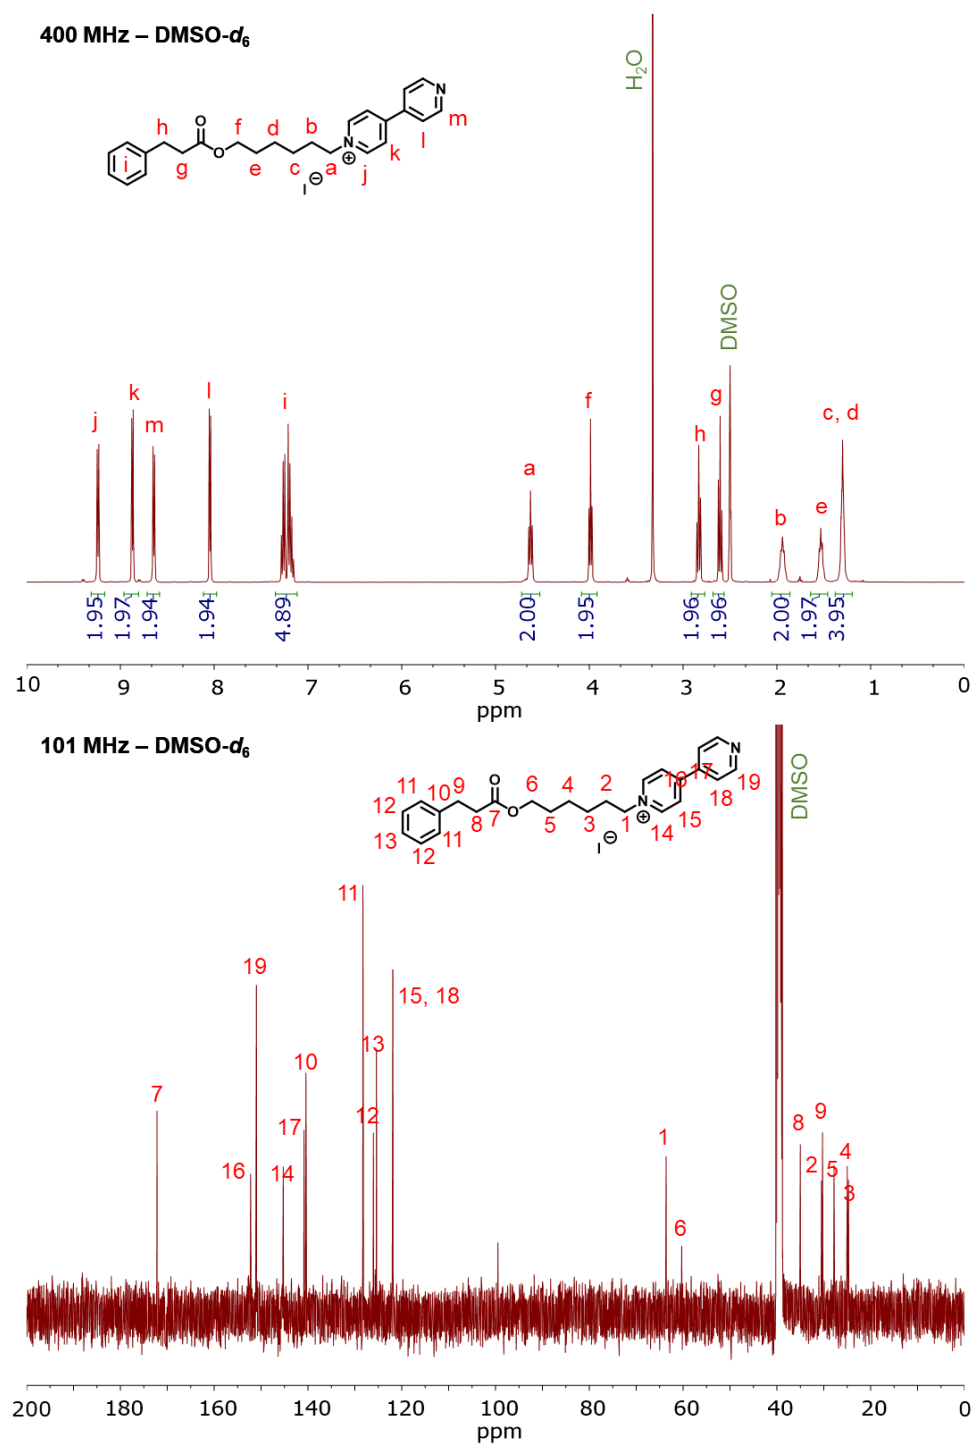 400 MHz – DMSO-d6
H2O
N
h
O
f
d
b
m
i
O
N
⊕
l
g
e
c
a
k
I⊖
j
DMSO
j
k
m
l
i
a
f
h
g
b
e
c, d
1.95
1.97
1.94
1.94
4.89
2.00
1.95
1.96
1.96
2.00
1.97
3.95
10 9 8 7 6 5 4 3 2 1 0
ppm
101 MHz – DMSO-d6
DMSO
N
11
9
O
6
4
2
16
17
19
12
10
7
O
N
⊕
18
13
11
8
5
3
1
15
12
I⊖
14
11
19
15, 18
13
10
7
12
17
16
14
1
6
8
9
2
5
4
3
200 180 160 140 120 100 80 60 40 20 0
ppm